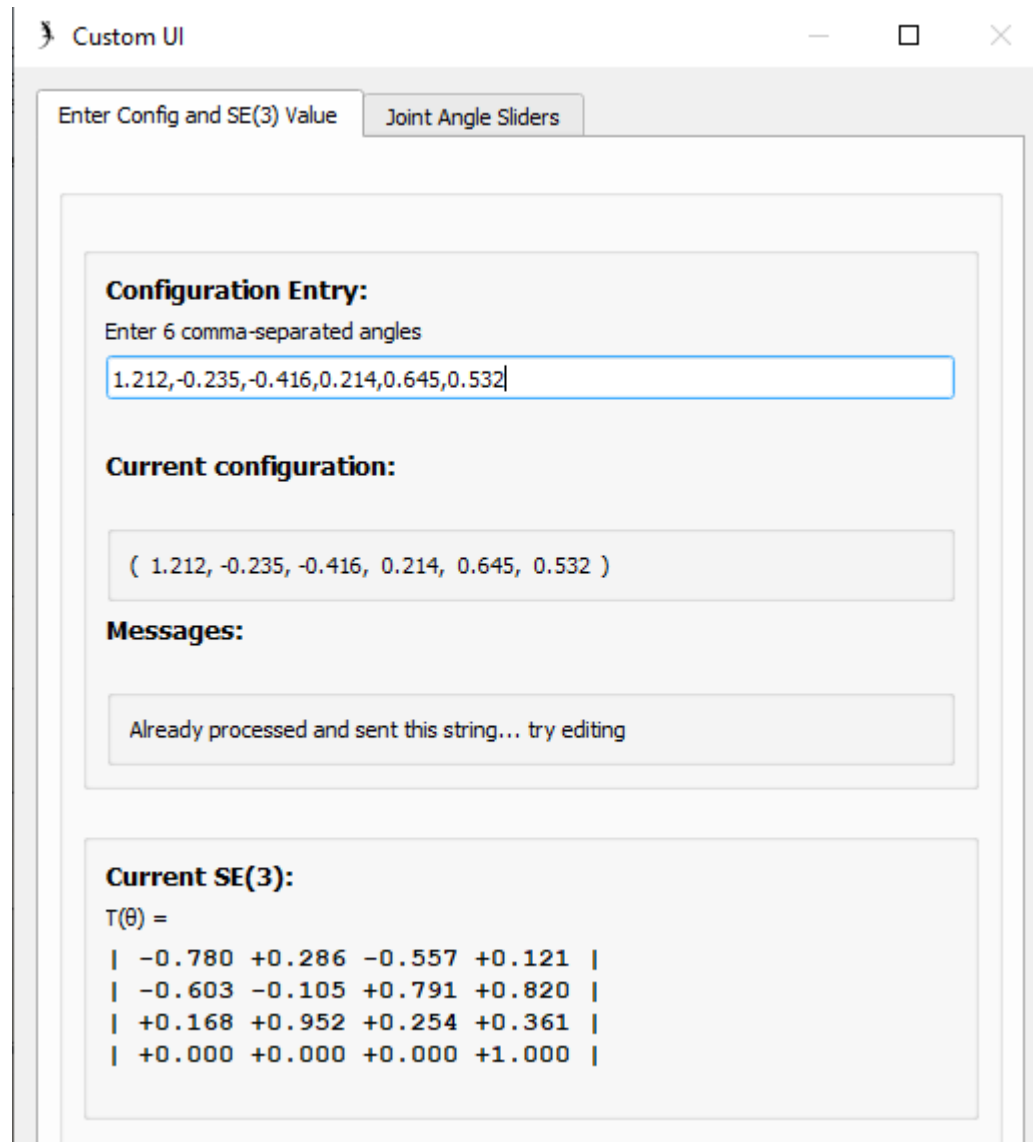 Custom UI
Enter Config and SE(3) Value
Joint Angle Sliders
Configuration Entry:
Enter 6 comma-separated angles
1.212,-0.235,-0.416,0.214,0.645,0.532
Current configuration:
( 1.212, -0.235, -0.416, 0.214, 0.645, 0.532 )
Messages:
Already processed and sent this string... try editing
Current SE(3):
T(θ) =
| -0.780 +0.286 -0.557 +0.121 |
| -0.603 -0.105 +0.791 +0.820 |
| +0.168 +0.952 +0.254 +0.361 |
| +0.000 +0.000 +0.000 +1.000 |